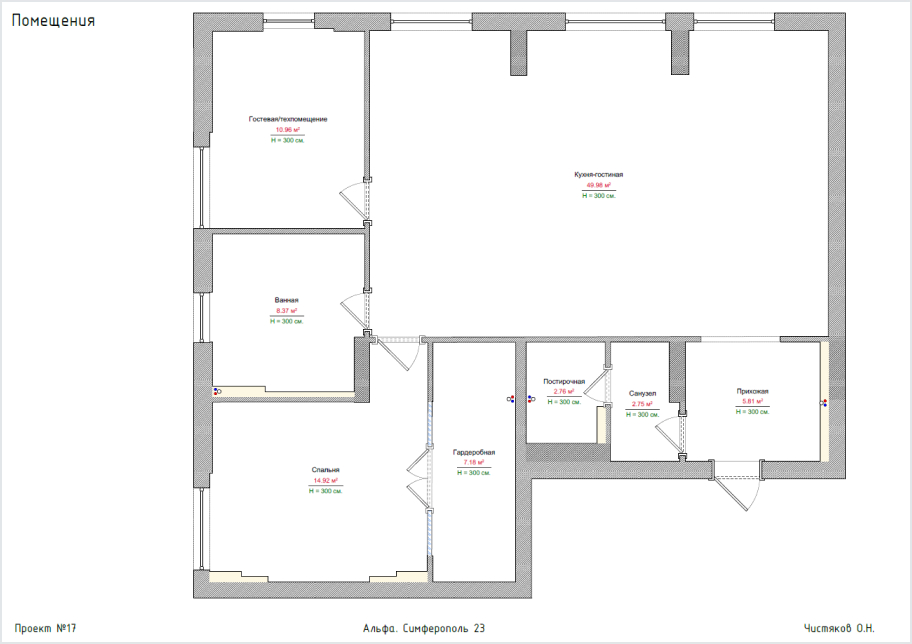 Помещения
Гостевая/техпомещение
10.96 м²
H = 300 см.
Кухня-гостиная
49.98 м²
H = 300 см.
Ванная
8.37 м²
H = 300 см.
Постирочная
2.76 м²
H = 300 см.
Санузел
2.75 м²
H = 300 см.
Прихожая
5.81 м²
H = 300 см.
Гардеробная
7.18 м²
H = 300 см.
Спальня
14.92 м²
H = 300 см.
Проект №17
Альфа. Симферополь 23
Чистяков О.Н.